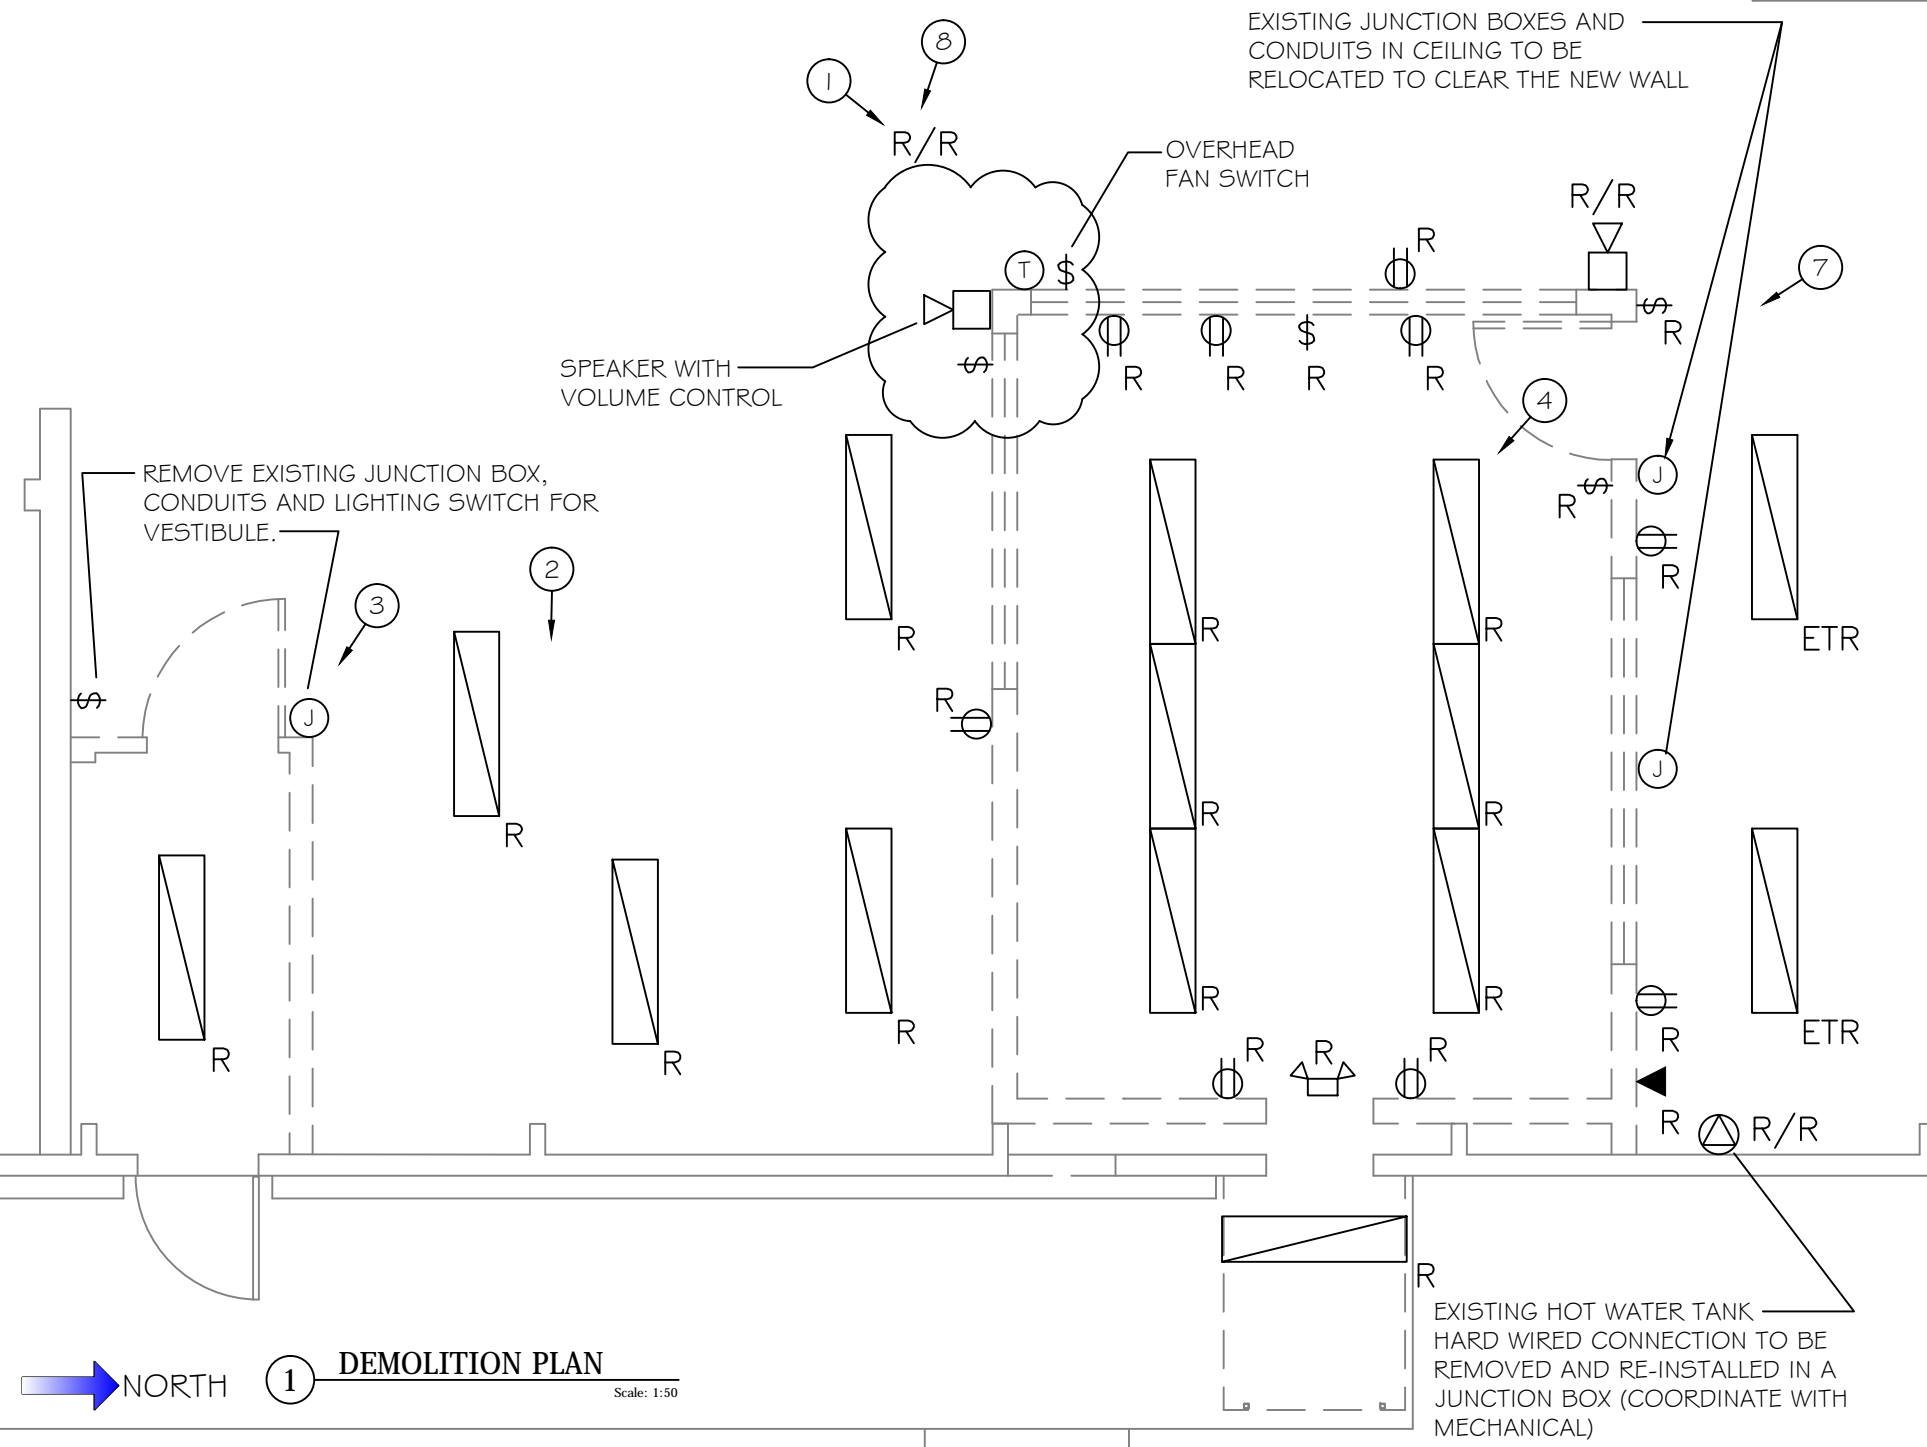 EXISTING JUNCTION BOXES AND
CONDUITS IN CEILING TO BE
RELOCATED TO CLEAR THE NEW WALL
8
1
R/R
OVERHEAD
FAN SWITCH
R/R
R
7
T
$
$
R
SPEAKER WITH
VOLUME CONTROL
$
R
R
$
R
R
4
REMOVE EXISTING JUNCTION BOX,
CONDUITS AND LIGHTING SWITCH FOR
VESTIBULE.
J
R
$
2
3
R
R
R
R
ETR
$
J
R
J
R
R
R
R
R
R
R
R
R
ETR
R
R
R
R
R
R
R/R
R
EXISTING HOT WATER TANK
HARD WIRED CONNECTION TO BE
REMOVED AND RE-INSTALLED IN A
JUNCTION BOX (COORDINATE WITH
MECHANICAL)
NORTH
1
DEMOLITION PLAN
Scale: 1:50